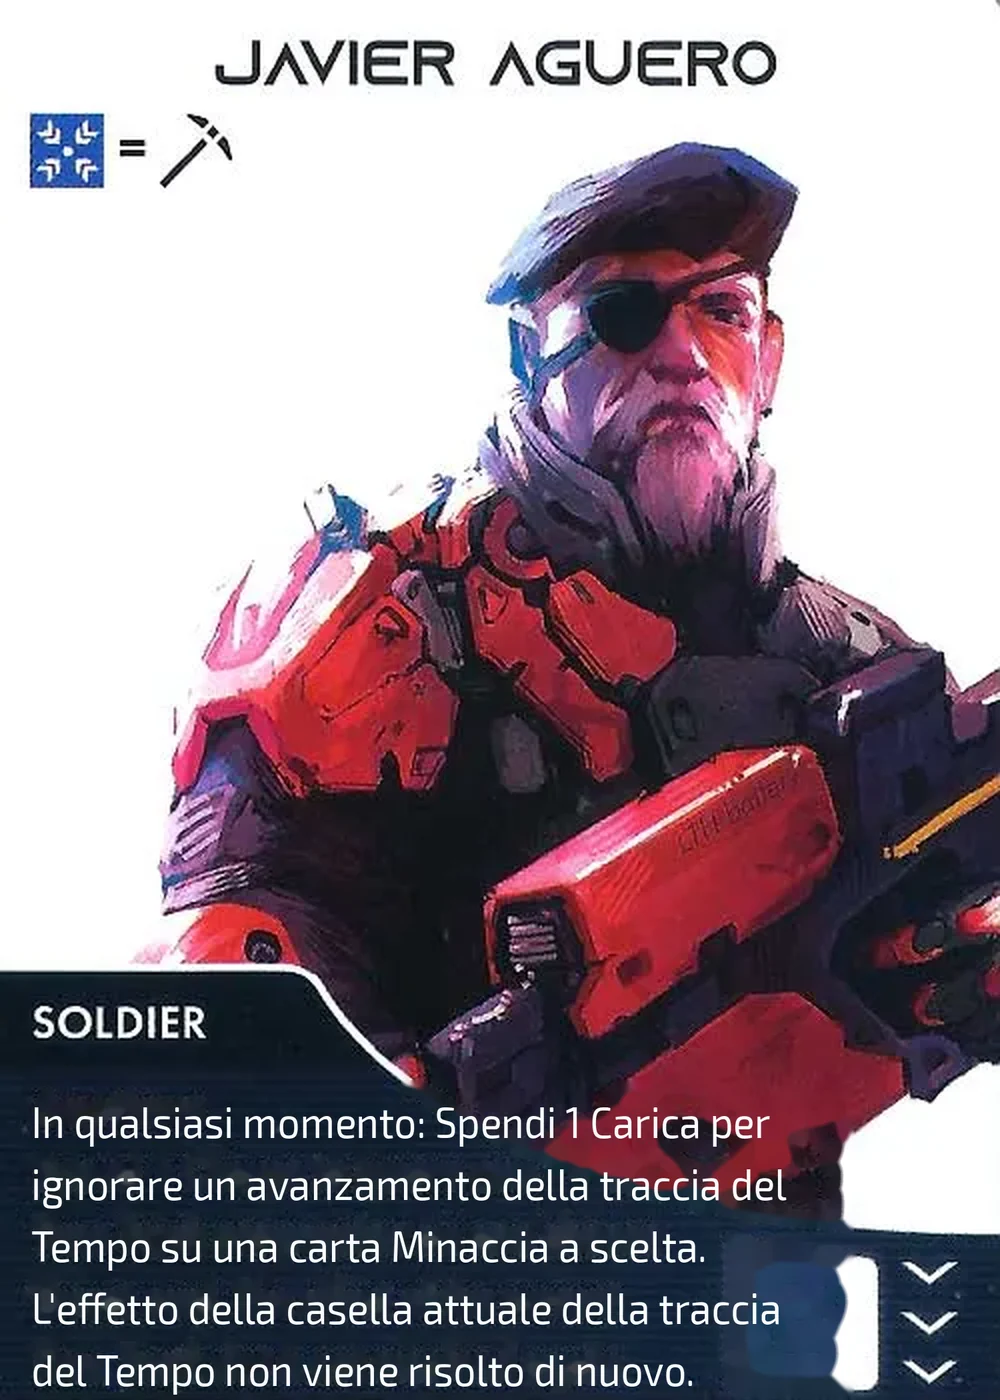 JAVIER AGUERO
=
SOLDIER
In qualsiasi momento: Spendi 1 Carica per
ignorare un avanzamento della traccia del
Tempo su una carta Minaccia a scelta.
L'effetto della casella attuale della traccia
del Tempo non viene risolto di nuovo.